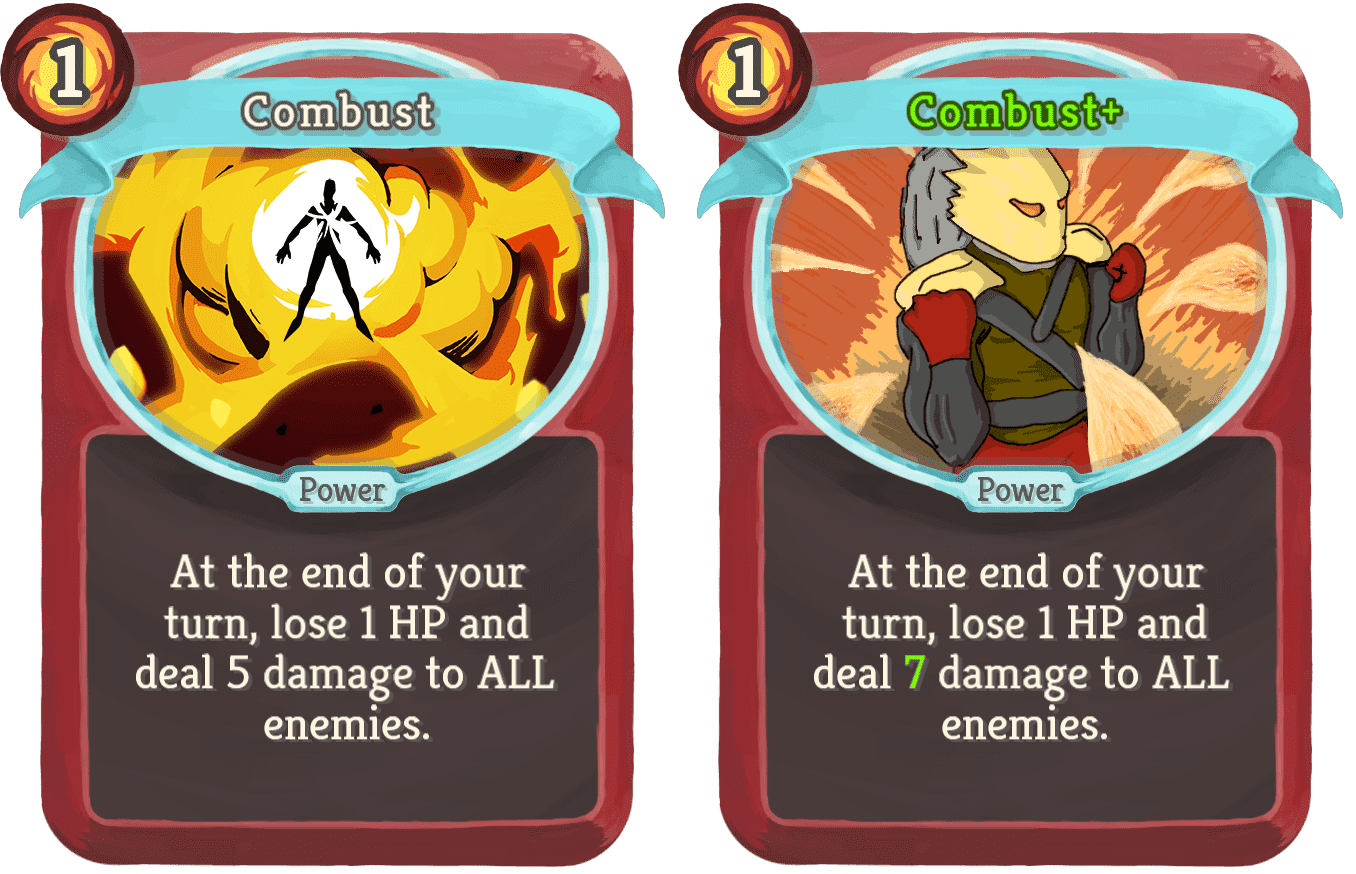 1
Combust
Power
At the end of your
turn, lose 1 HP and
deal 5 damage to ALL
enemies.
1
Combust+
Power
At the end of your
turn, lose 1 HP and
deal 7 damage to ALL
enemies.